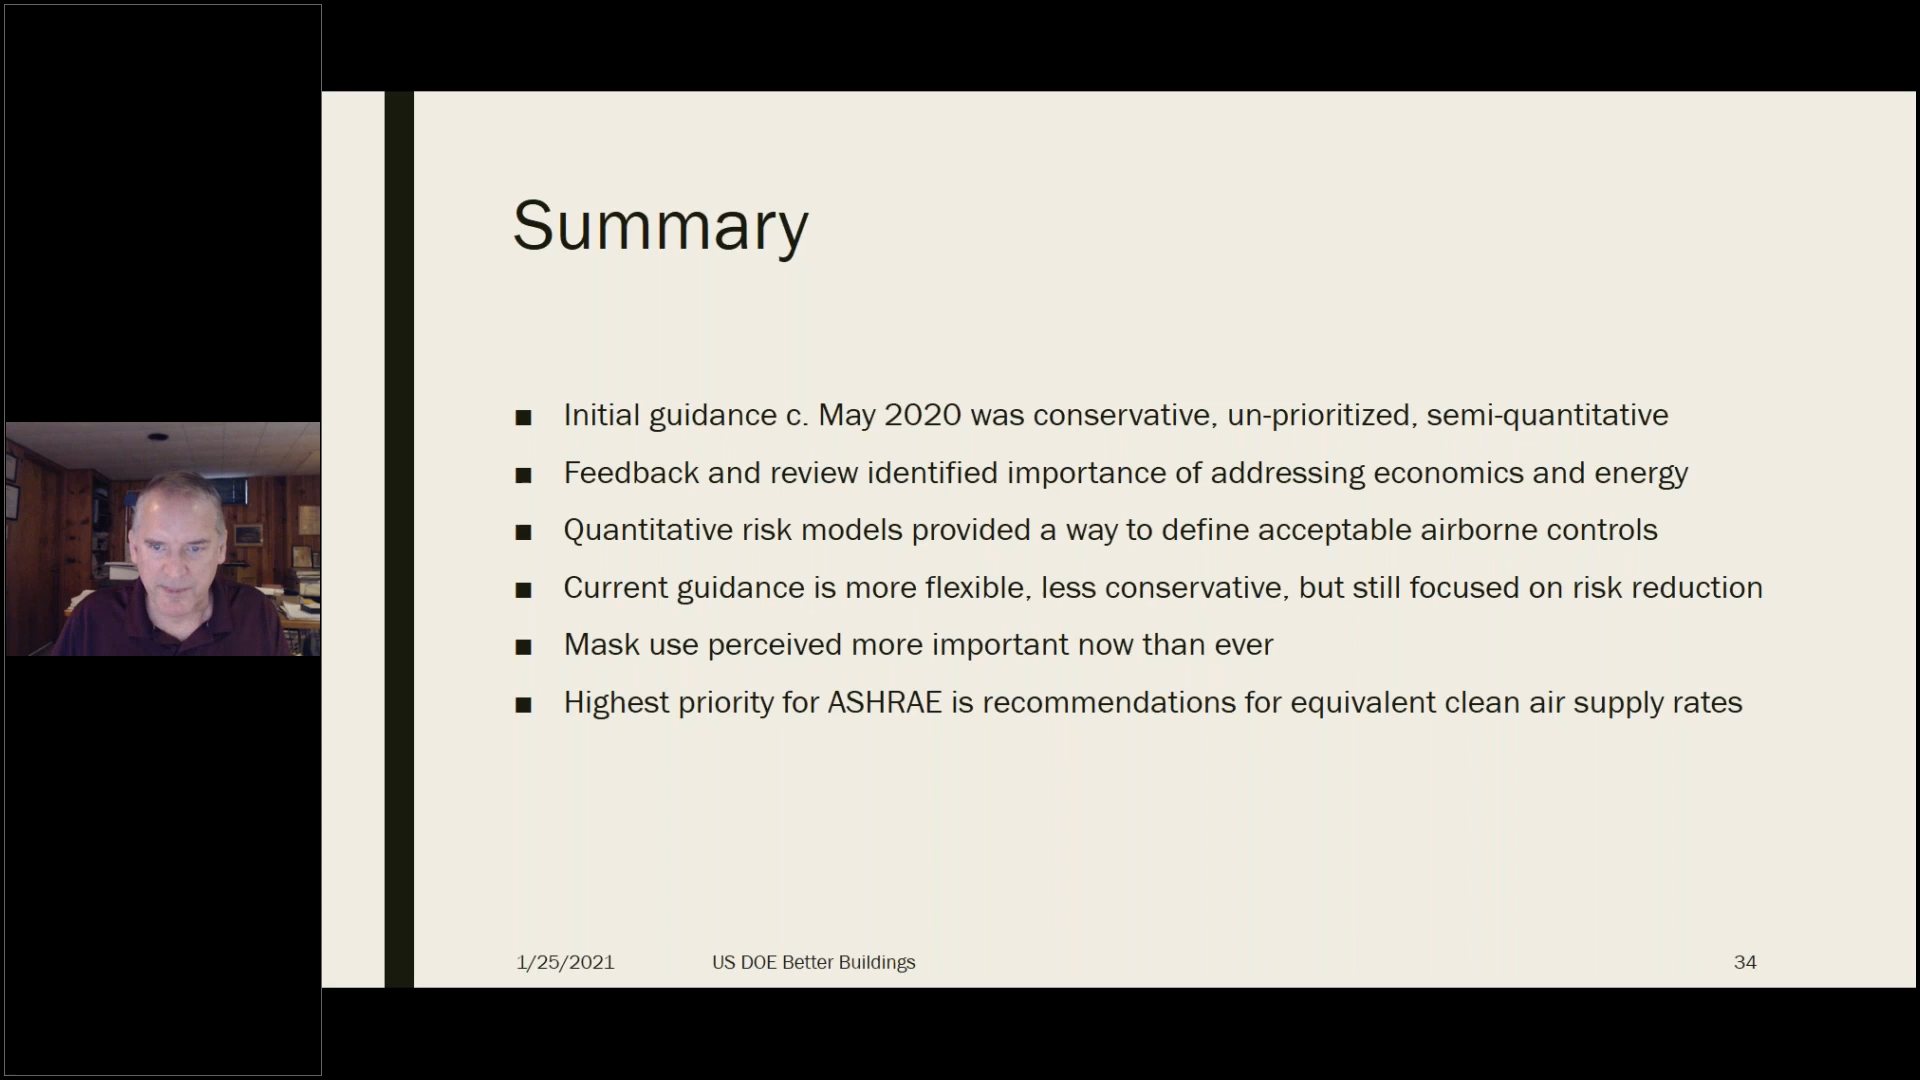 Summary
■ Initial guidance c. May 2020 was conservative, un-prioritized, semi-quantitative
■ Feedback and review identified importance of addressing economics and energy
■ Quantitative risk models provided a way to define acceptable airborne controls
■ Current guidance is more flexible, less conservative, but still focused on risk reduction
■ Mask use perceived more important now than ever
■ Highest priority for ASHRAE is recommendations for equivalent clean air supply rates
1/25/2021 US DOE Better Buildings 34